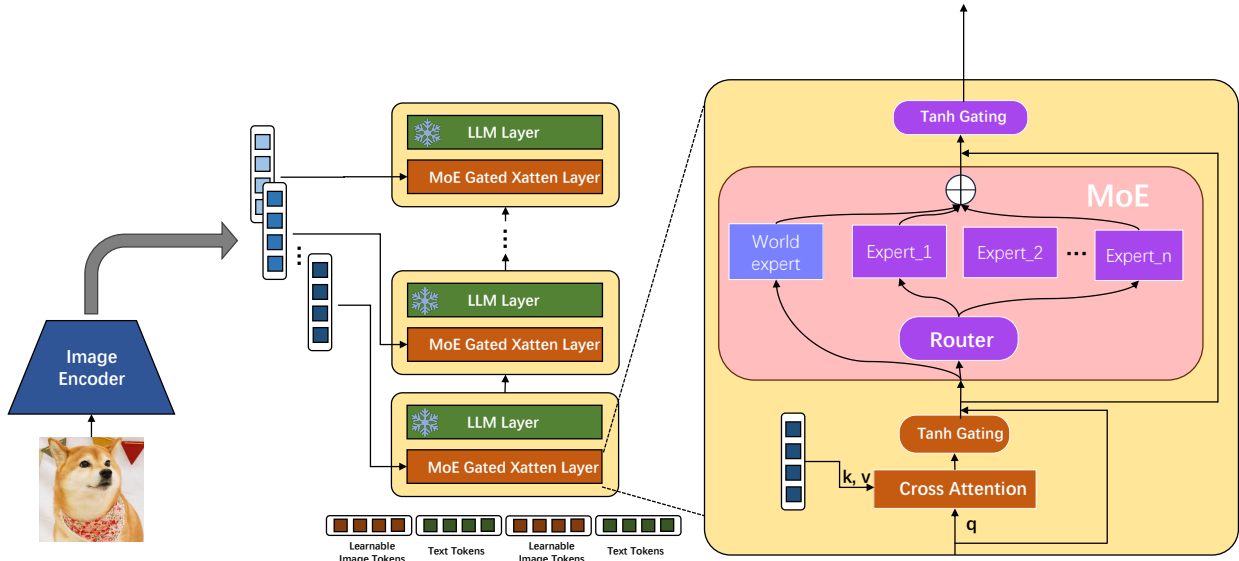 Image
Encoder
LLM Layer
MoE Gated Xatten Layer
LLM Layer
MoE Gated Xatten Layer
LLM Layer
MoE Gated Xatten Layer
Learnable
Image Tokens
Text Tokens
Learnable
Image Tokens
Text Tokens
Tanh Gating
MoE
World
expert
Expert_1
Expert_2
Expert_n
Router
Tanh Gating
k, v
Cross Attention
q